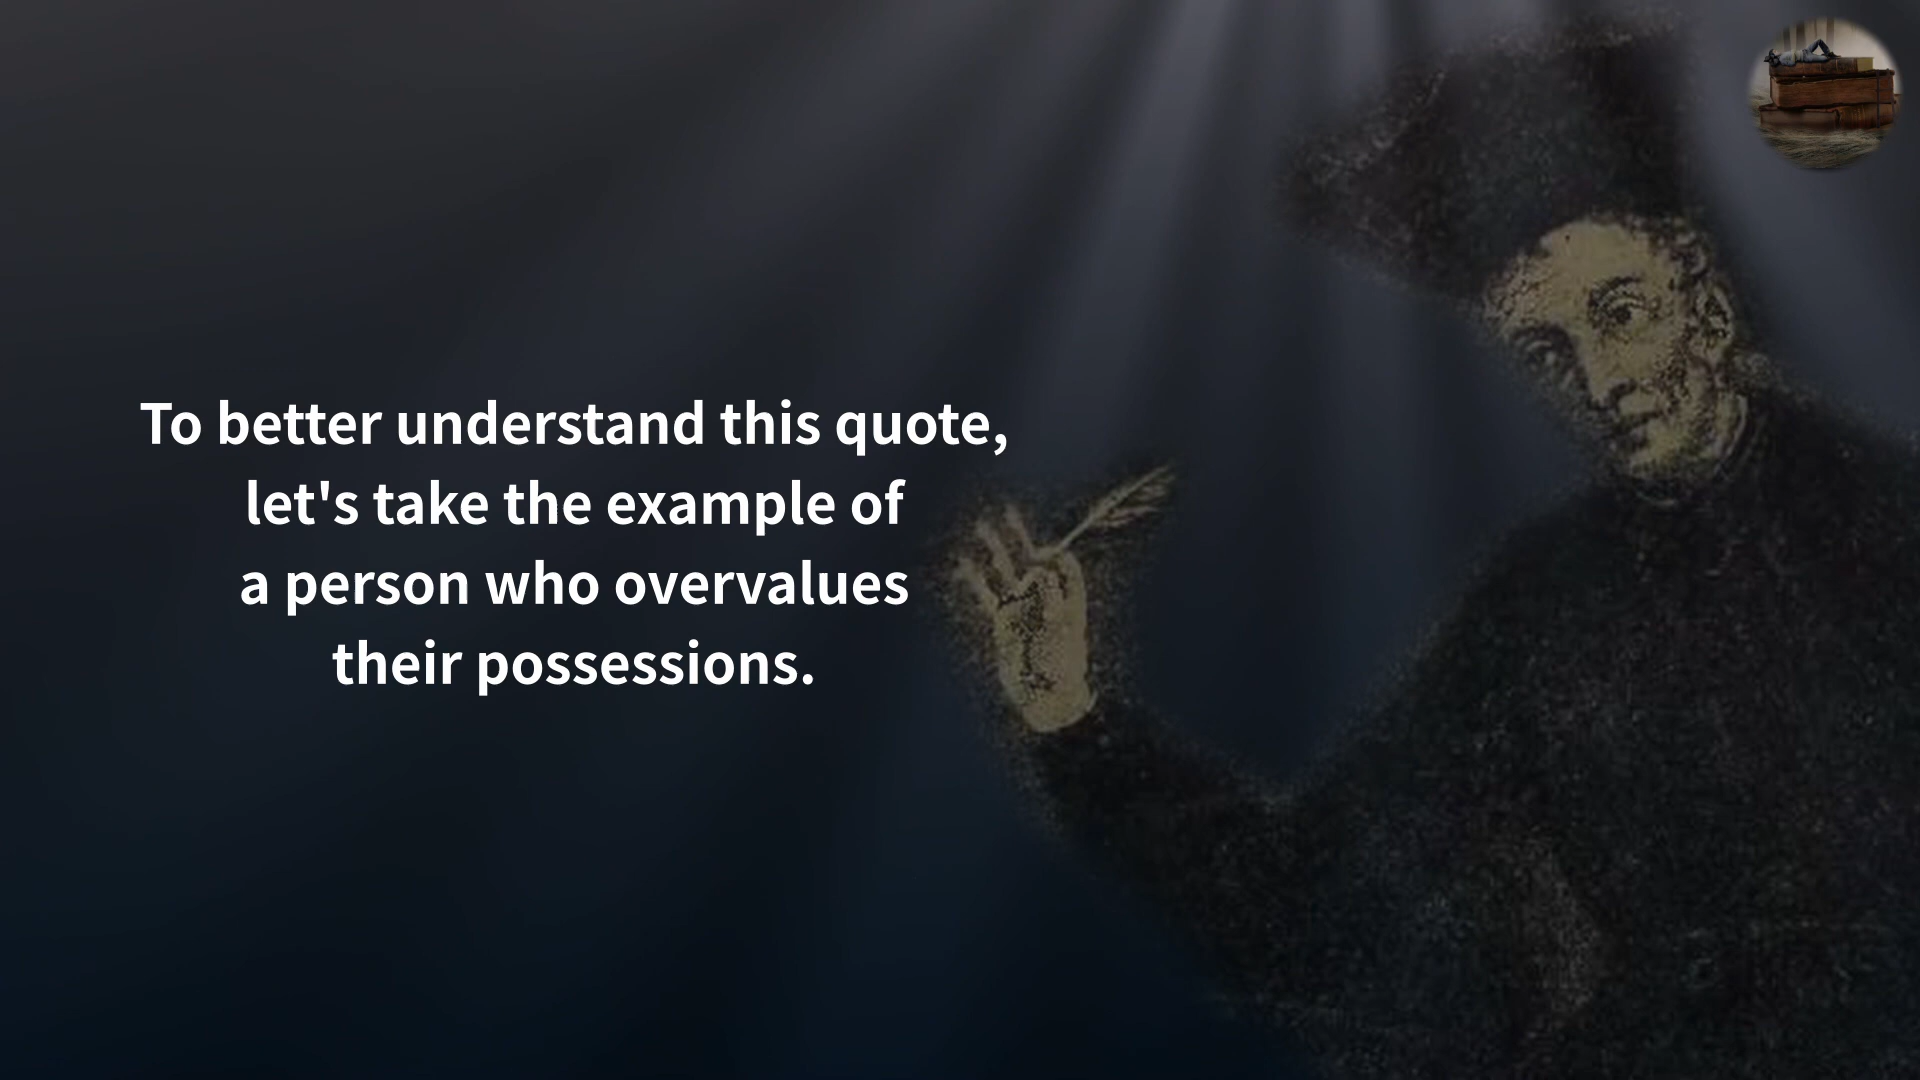 To better understand this quote,
let's take the example of
a person who overvalues
their possessions.